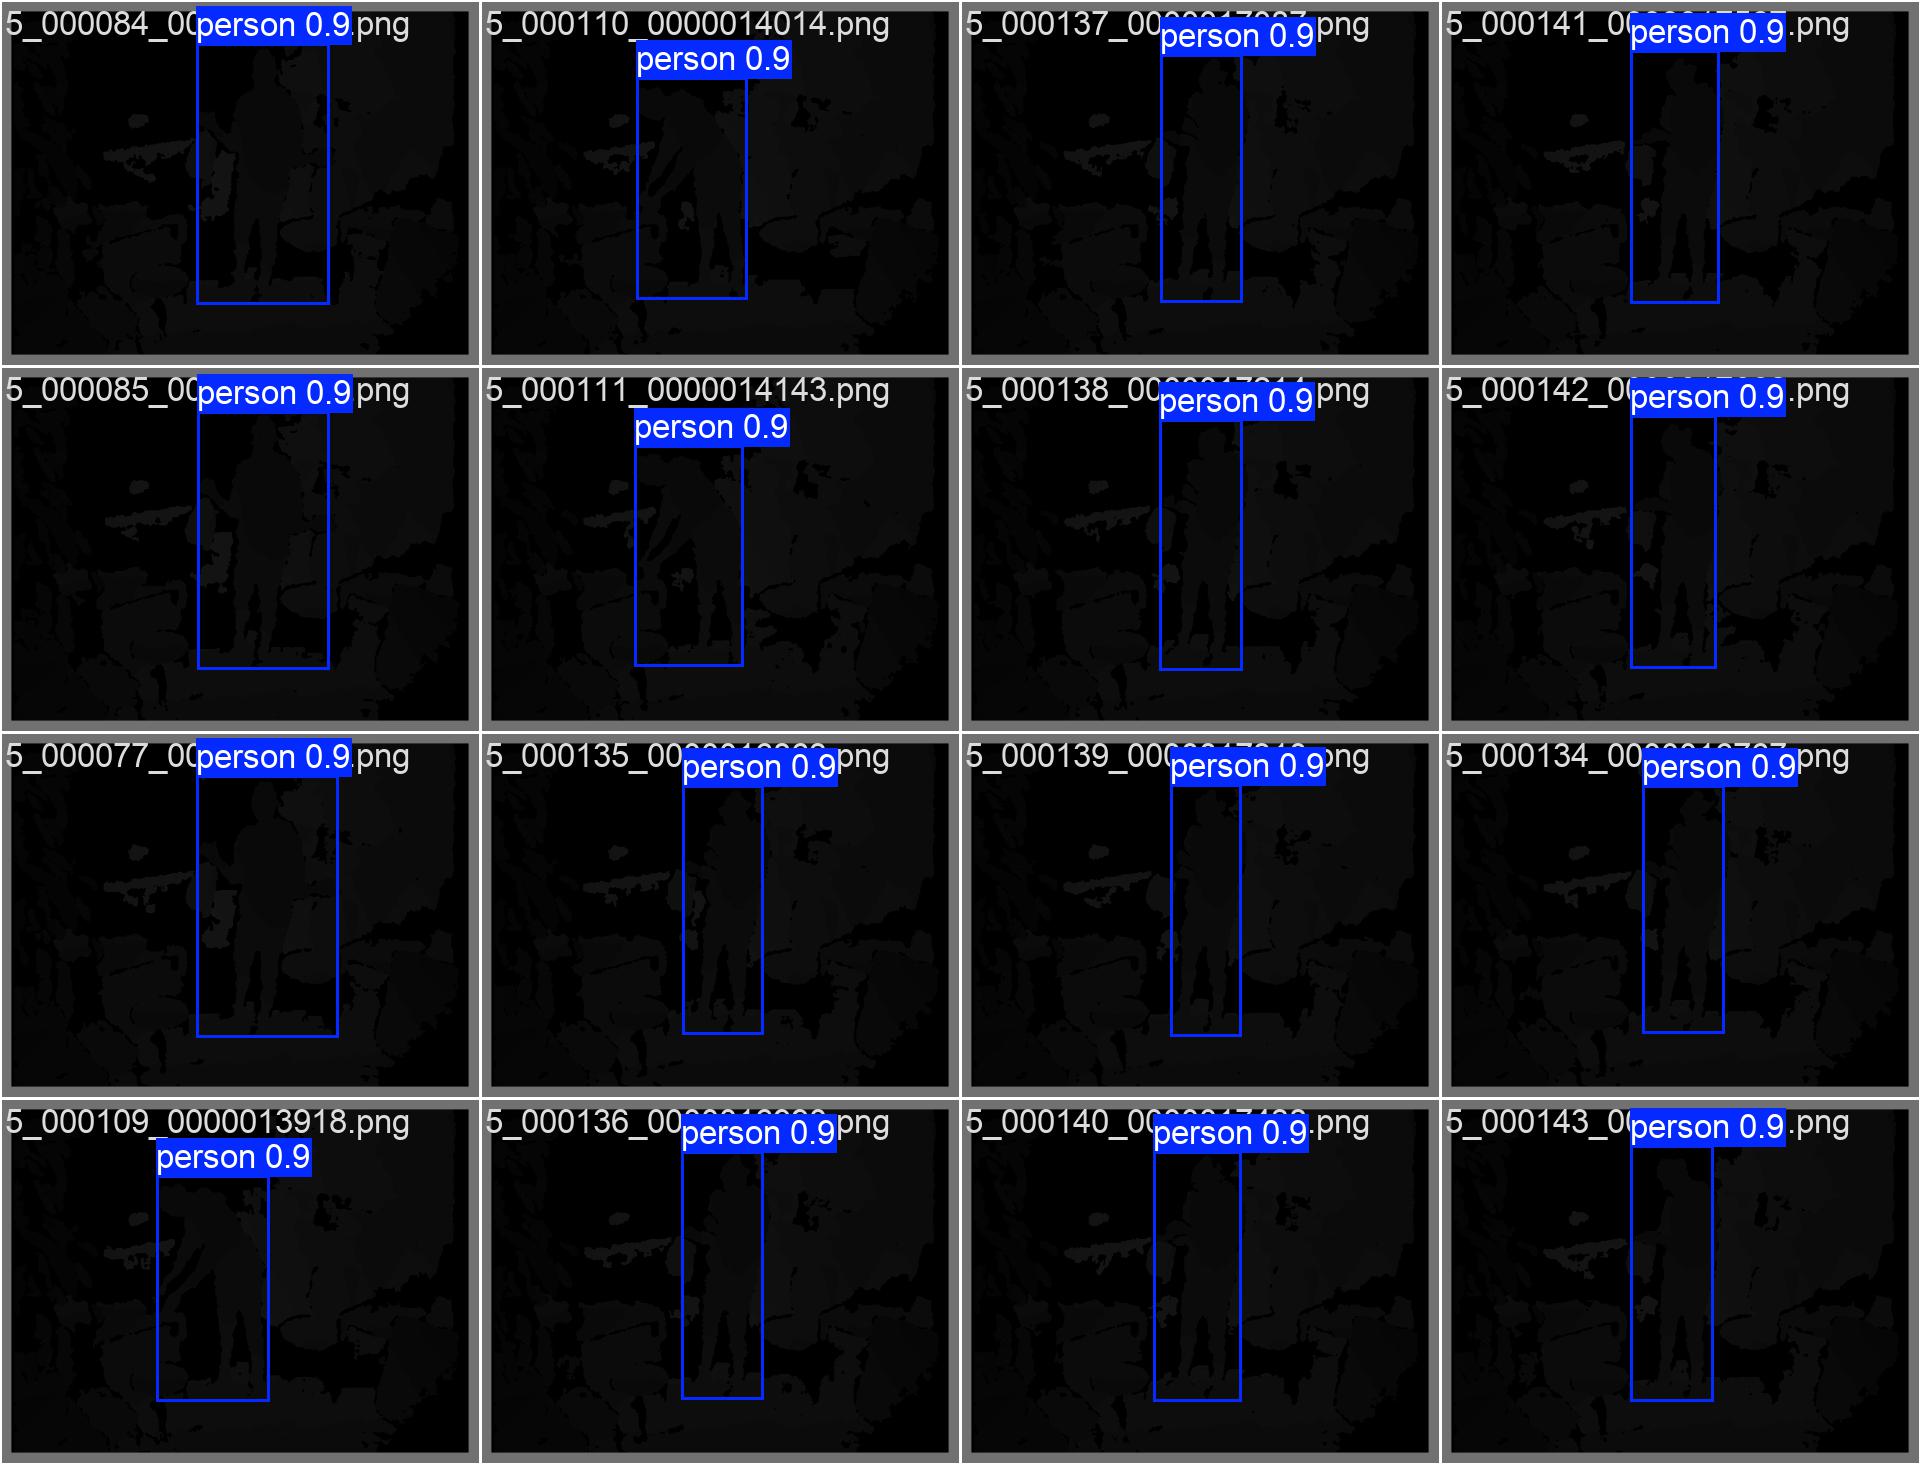 5_000084_00 person 0.9 .png
5_000110_0000014014.png
person 0.9
5_000137_00 person 0.9 png
5_000141_0 person 0.9 .png
5_000085_00 person 0.9 .png
5_000111_0000014143.png
person 0.9
5_000138_00 person 0.9 png
5_000142_0 person 0.9 .png
5_000077_00 person 0.9 .png
5_000135_00 person 0.9 png
5_000139_00 person 0.9 png
5_000134_00 person 0.9 png
5_000109_0000013918.png
person 0.9
5_000136_00 person 0.9 png
5_000140_00 person 0.9 .png
5_000143_0 person 0.9 .png